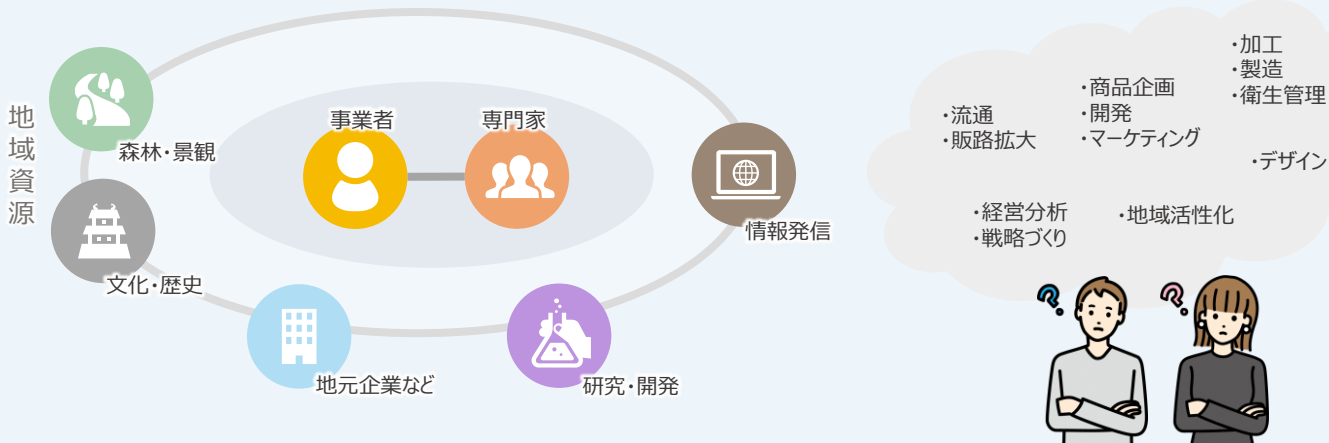 地域資源
森林・景観
文化・歴史
事業者
専門家
情報発信
地元企業など
研究・開発
・流通
・販路拡大
・商品企画
・開発
・マーケティング
・加工
・製造
・衛生管理
・デザイン
・経営分析
・戦略づくり
・地域活性化